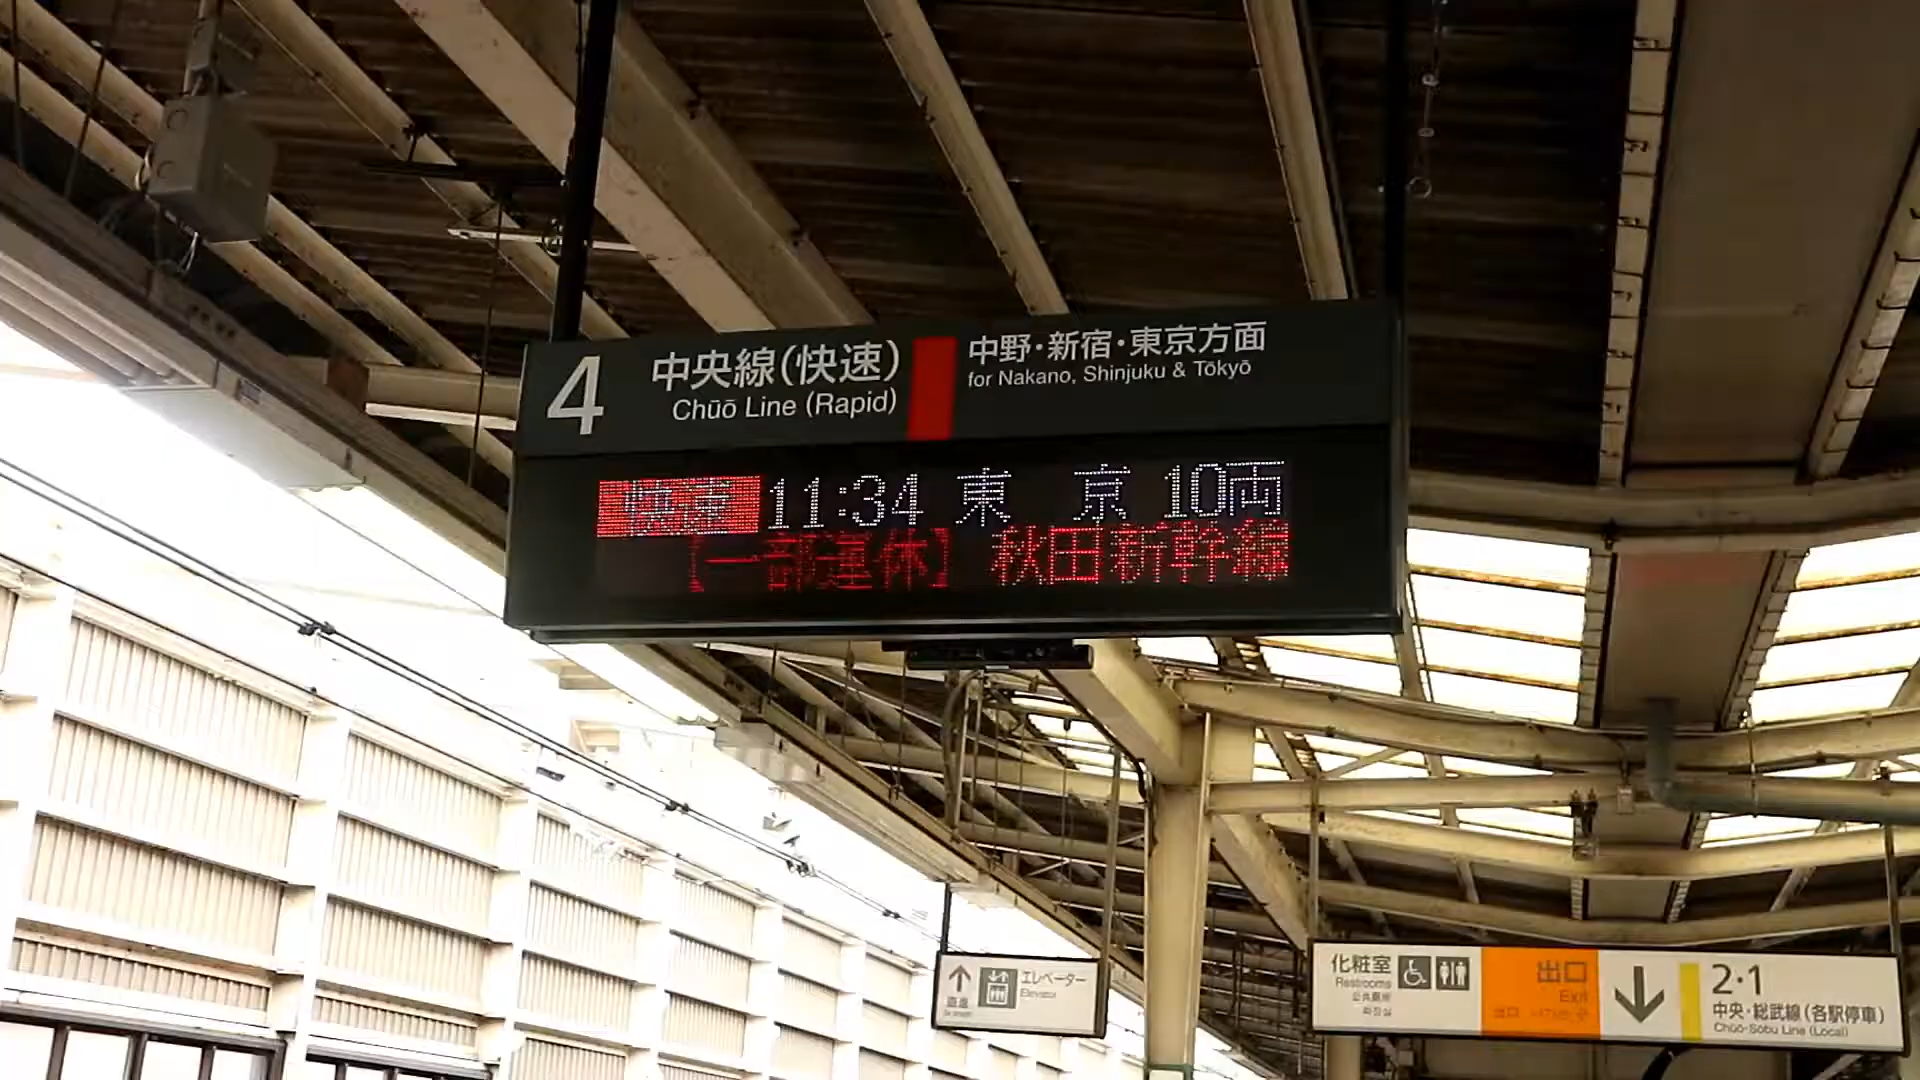 4
中央線(快速)
Chūō Line (Rapid)
中野・新宿・東京方面
for Nakano, Shinjuku & Tōkyō
快速 11:34 東京 10両
【一部運休】 秋田新幹線
直進
エレベーター
Elevator
化粧室
Restrooms
出口
Exit
2・1
中央・総武線(各駅停車)
Chūō-Sōbu Line (Local)